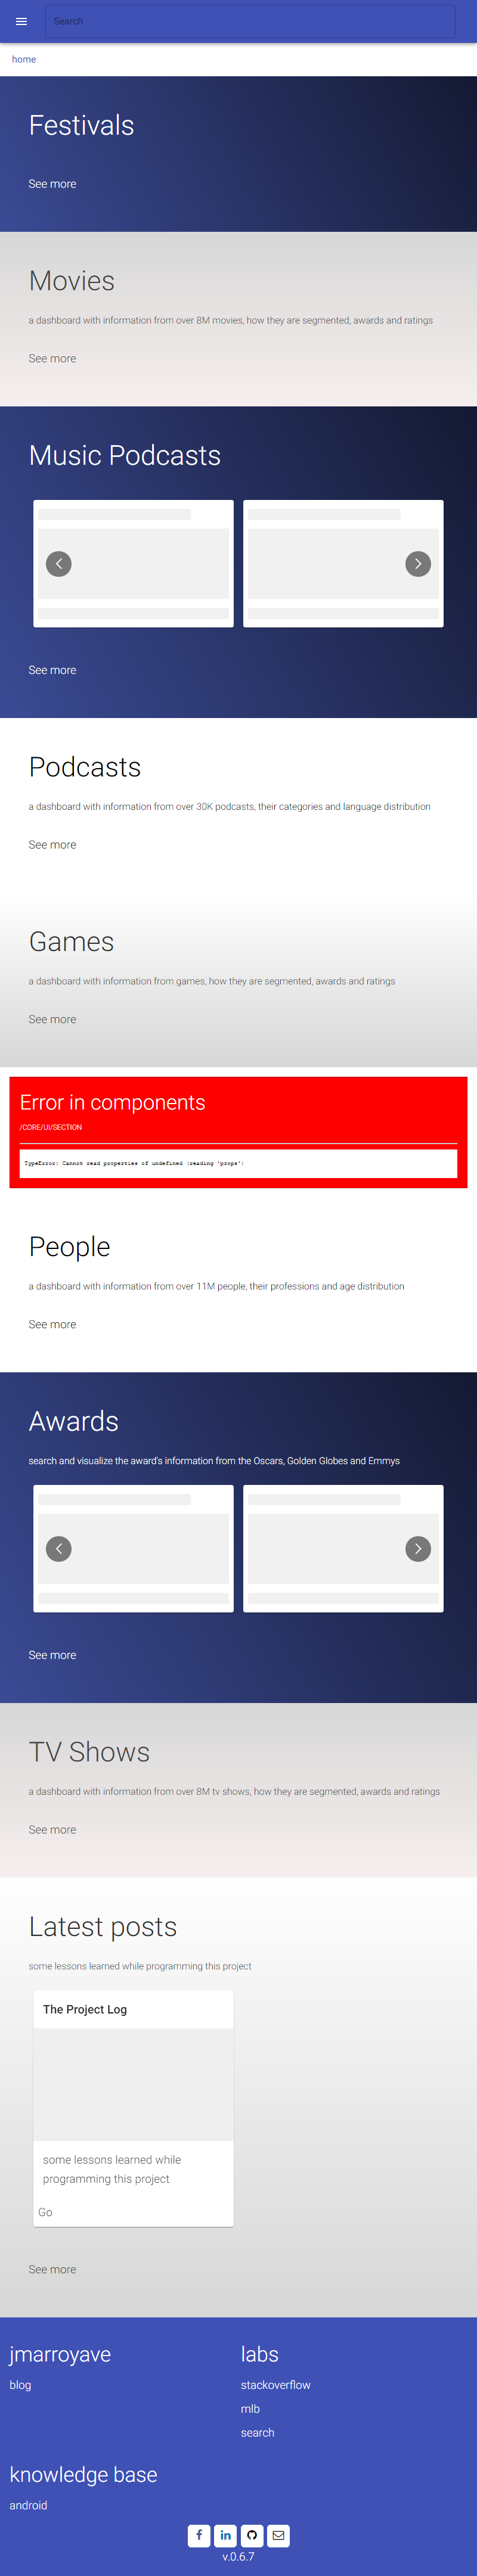 Search
home
Festivals
See more
Movies
a dashboard with information from over 8M movies, how they are segmented, awards and ratings
See more
Music Podcasts
See more
Podcasts
a dashboard with information from over 30K podcasts, their categories and language distribution
See more
Games
a dashboard with information from games, how they are segmented, awards and ratings
See more
Error in components
/CORE/UI/SECTION
TypeError: Cannot read properties of undefined (reading 'props')
People
a dashboard with information from over 11M people, their professions and age distribution
See more
Awards
search and visualize the award's information from the Oscars, Golden Globes and Emmys
See more
TV Shows
a dashboard with information from over 8M tv shows, how they are segmented, awards and ratings
See more
Latest posts
some lessons learned while programming this project
The Project Log
some lessons learned while
programming this project
Go
See more
jmarroyave
blog
labs
stackoverflow
mlb
search
knowledge base
android
v.0.6.7